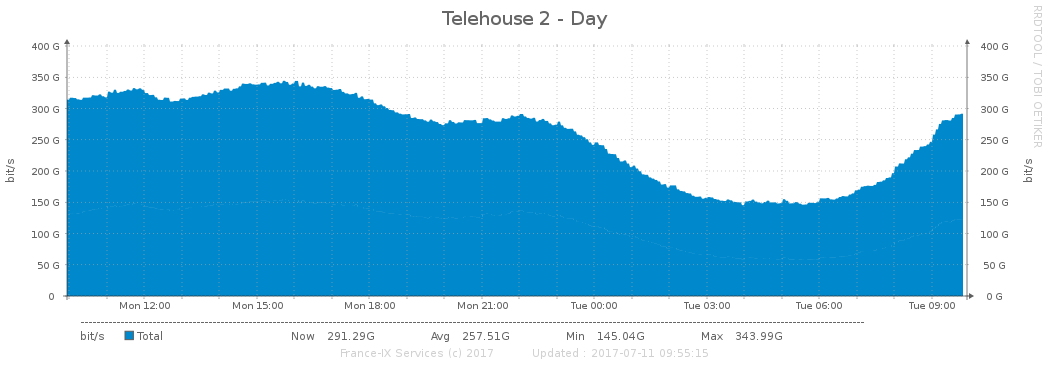 Telehouse 2 - Day
RRDTOOL / TOBI OETIKER
400 G 400 G
350 G 350 G
300 G 300 G
250 G 250 G
200 G 200 G
150 G 150 G
100 G 100 G
50 G 50 G
0 0 G
bit/s bit/s
Mon 12:00 Mon 15:00 Mon 18:00 Mon 21:00 Tue 00:00 Tue 03:00 Tue 06:00 Tue 09:00
bit/s Total Now 291.29G Avg 257.51G Min 145.04G Max 343.99G
France-IX Services (c) 2017 Updated : 2017-07-11 09:55:15